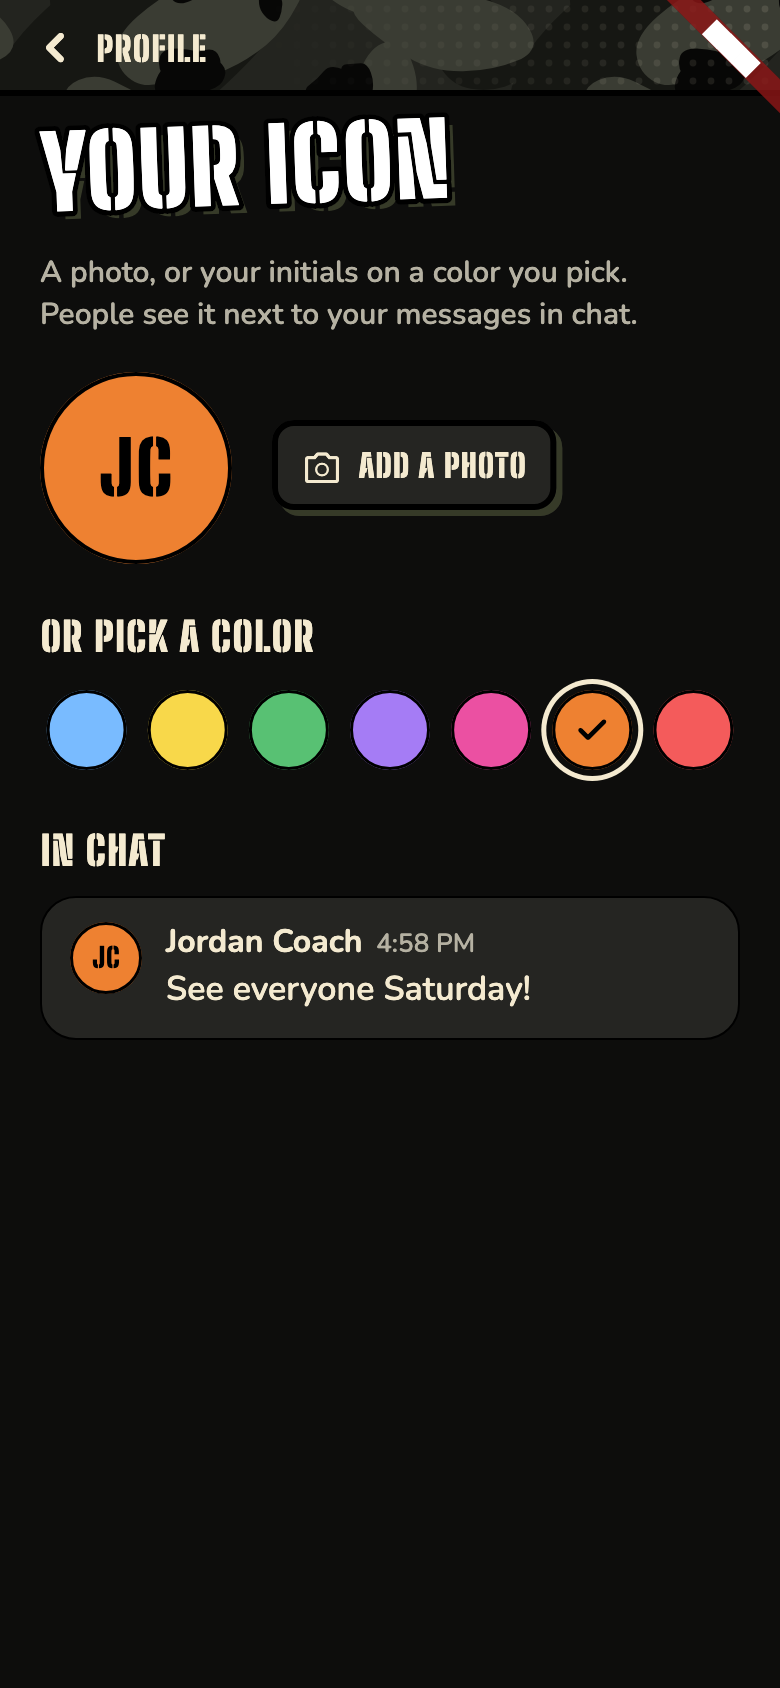 PROFILE
YOUR ICON
A photo, or your initials on a color you pick.
People see it next to your messages in chat.
JC
ADD A PHOTO
OR PICK A COLOR
IN CHAT
JC
Jordan Coach 4:58 PM
See everyone Saturday!